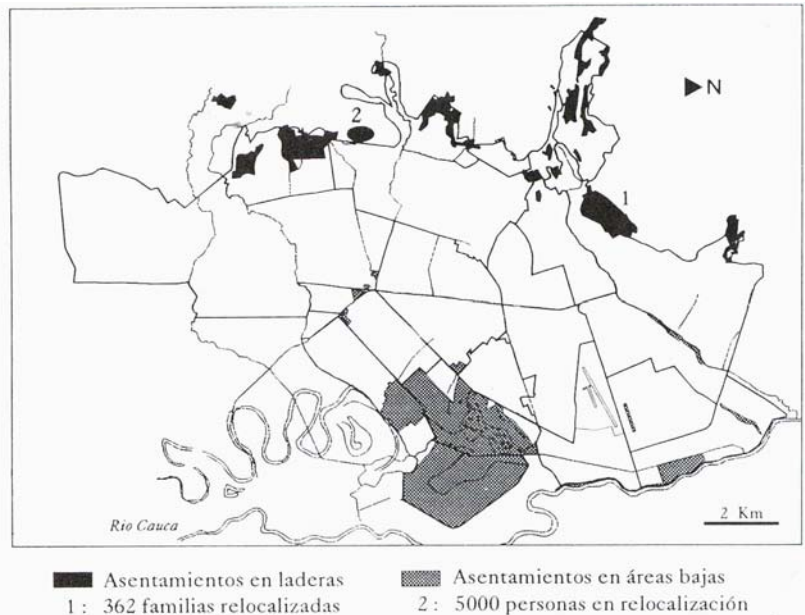 N
2
1
Rio Cauca
2 Km
Asentamientos en laderas
Asentamientos en áreas bajas
1 : 362 familias relocalizadas
2 : 5000 personas en relocalización